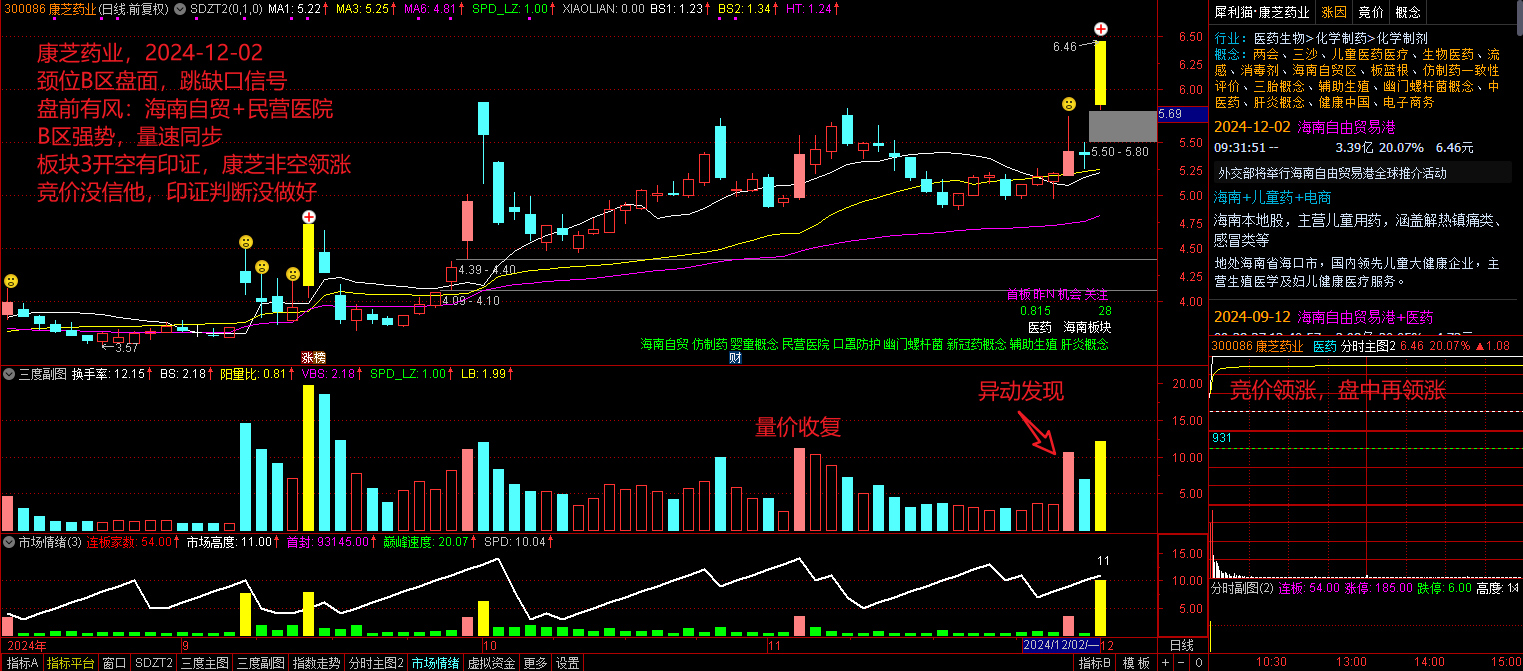 300086 康芝药业(日线.前复权) SDZT2(0,1,0) MA1: 5.22↑ MA3: 5.25↑ MA6: 4.81↑ SPD_LZ: 1.00↑ XIAOLIAN: 0.00 BS1: 1.23↑ BS2: 1.34↑ HT: 1.24↑
康芝药业，2024-12-02
颈位B区盘面，跳缺口信号
盘前有风：海南自贸+民营医院
B区强势，量速同步
板块3开空有印证，康芝非空领涨
竞价没信他，印证判断没做好
6.46
5.50 - 5.80
4.39 - 4.40
4.09 - 4.10
←3.57
首板 昨N 机会 关注
0.815 28
医药 海南板块
海南自贸 仿制药 婴童概念 民营医院 口罩防护 幽门螺杆菌 新冠药概念 辅助生殖 肝炎概念
涨榜
财
6.50
6.25
6.00
5.69
5.50
5.25
5.00
4.75
4.50
4.25
4.00
三度副图 换手率: 12.15↑ BS: 2.18↑ 阳量比: 0.81↑ VBS: 2.18↑ SPD_LZ: 1.00↑ LB: 1.99↑
异动发现
量价收复
20.00
15.00
10.00
5.00
市场情绪(3) 连板家数: 54.00↑ 市场高度: 11.00↑ 首封: 93145.00↑ 巅峰速度: 20.07↑ SPD: 10.04↑
11
15.00
10.00
5.00
2024年 9 10 11 2024/12/02/一 12 日线
指标A 指标平台 窗口 SDZT2 三度主图 三度副图 指数走势 分时主图2 市场情绪 虚拟资金 更多 设置 指标B 模板 + - 0
犀利猫·康芝药业 涨因 竞价 概念
行业: 医药生物>化学制药>化学制剂
概念: 两会、三沙、儿童医药医疗、生物医药、流
感、消毒剂、海南自贸区、板蓝根、仿制药一致性
评价、三胎概念、辅助生殖、幽门螺杆菌概念、中
医药、肝炎概念、健康中国、电子商务
2024-12-02 海南自由贸易港
09:31:51 -- 3.39亿 20.07% 6.46元
外交部将举行海南自由贸易港全球推介活动
海南+儿童药+电商
海南本地股，主营儿童用药，涵盖解热镇痛类、
感冒类等
地处海南省海口市，国内领先儿童大健康企业，主
营生殖医学及妇儿健康医疗服务。
2024-09-12 海南自由贸易港+医药
300086 康芝药业 医药 分时主图2 6.46 20.07% ▲1.08
竞价领涨，盘中再领涨
931
分时副图(2) 连板: 54.00 涨停: 185.00 跌停: 6.00 高度: 11
10:30 13:00 14:00 15:00